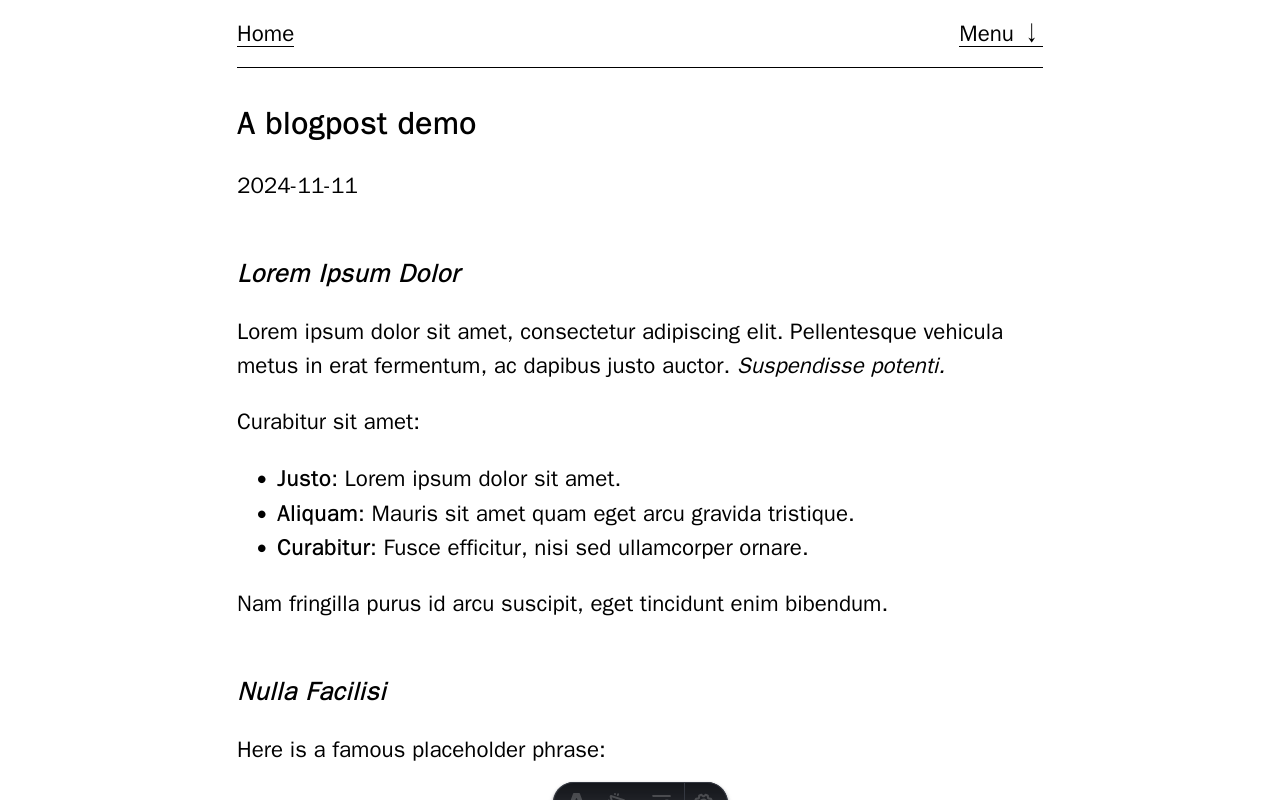 Home
Menu ↓
A blogpost demo
2024-11-11
Lorem Ipsum Dolor
Lorem ipsum dolor sit amet, consectetur adipiscing elit. Pellentesque vehicula
metus in erat fermentum, ac dapibus justo auctor. Suspendisse potenti.
Curabitur sit amet:
• Justo: Lorem ipsum dolor sit amet.
• Aliquam: Mauris sit amet quam eget arcu gravida tristique.
• Curabitur: Fusce efficitur, nisi sed ullamcorper ornare.
Nam fringilla purus id arcu suscipit, eget tincidunt enim bibendum.
Nulla Facilisi
Here is a famous placeholder phrase: